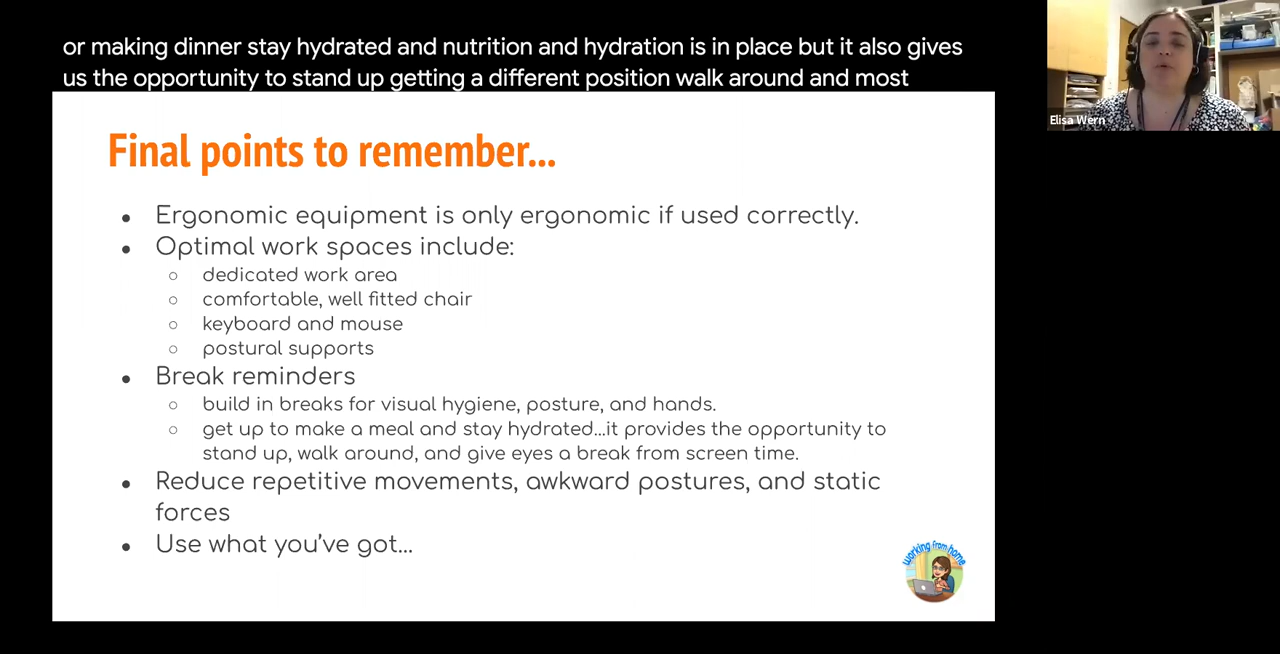 or making dinner stay hydrated and nutrition and hydration is in place but it also gives
us the opportunity to stand up getting a different position walk around and most
Elisa Wern
Final points to remember...
● Ergonomic equipment is only ergonomic if used correctly.
● Optimal work spaces include:
○ dedicated work area
○ comfortable, well fitted chair
○ keyboard and mouse
○ postural supports
● Break reminders
○ build in breaks for visual hygiene, posture, and hands.
○ get up to make a meal and stay hydrated...it provides the opportunity to
stand up, walk around, and give eyes a break from screen time.
● Reduce repetitive movements, awkward postures, and static
forces
● Use what you've got...
working from home